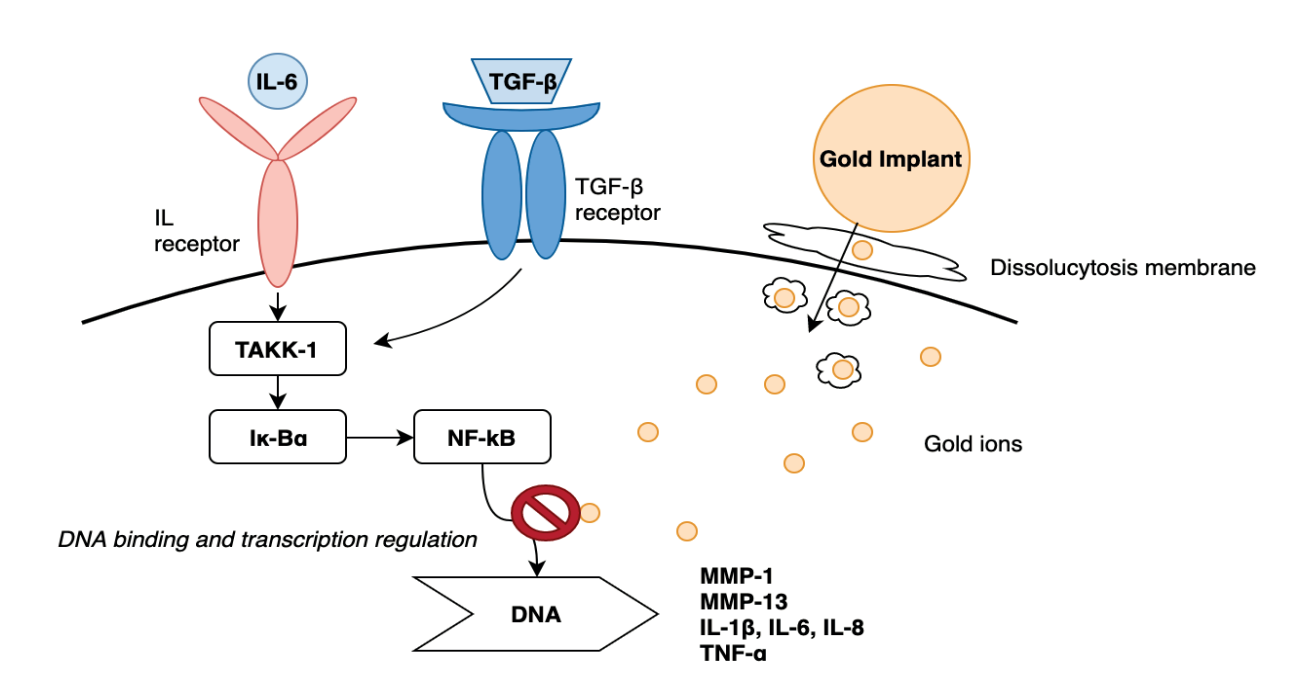 IL-6
TGF-β
Gold Implant
IL
receptor
TGF-β
receptor
Dissolucytosis membrane
TAKK-1
Iκ-Bα
NF-kB
Gold ions
DNA binding and transcription regulation
DNA
MMP-1
MMP-13
IL-1β, IL-6, IL-8
TNF-α